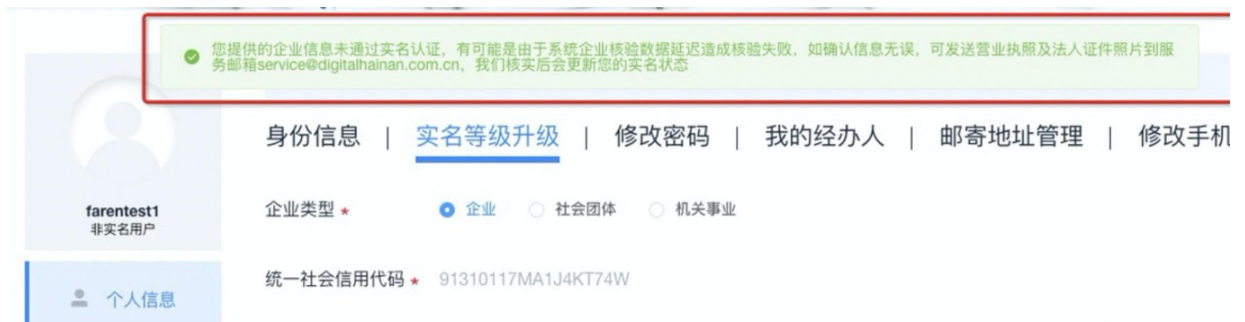 您提供的企业信息未通过实名认证，有可能是由于系统企业核验数据延迟造成核验失败，如确认信息无误，可发送营业执照及法人证件照片到服
务邮箱service@digitalhainan.com.cn，我们核实后会更新您的实名状态
身份信息 | 实名等级升级 | 修改密码 | 我的经办人 | 邮寄地址管理 | 修改手机
farentest1
非实名用户
企业类型 * 企业 社会团体 机关事业
统一社会信用代码 * 91310117MA1J4KT74W
个人信息